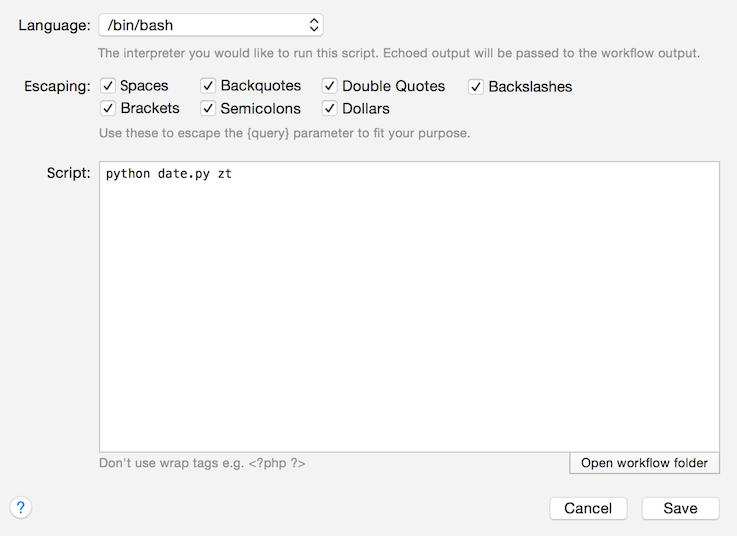 Language: /bin/bash
The interpreter you would like to run this script. Echoed output will be passed to the workflow output.
Escaping: Spaces Backquotes Double Quotes Backslashes
Brackets Semicolons Dollars
Use these to escape the {query} parameter to fit your purpose.
Script: python date.py zt
Don't use wrap tags e.g. <?php ?> Open workflow folder
? Cancel Save